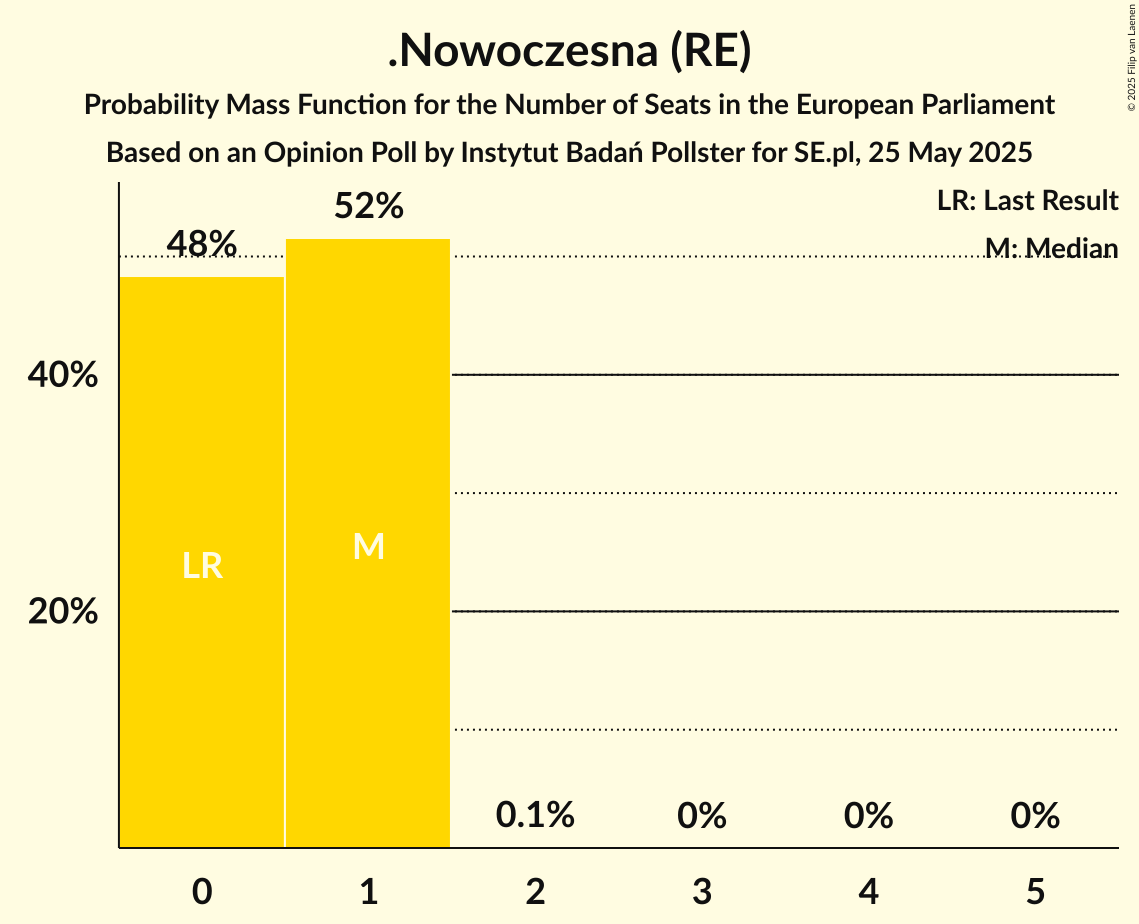 .Nowoczesna (RE)
Probability Mass Function for the Number of Seats in the European Parliament
Based on an Opinion Poll by Instytut Badań Pollster for SE.pl, 25 May 2025
© 2025 Filip van Laenen
LR: Last Result
M: Median
48%
52%
40%
20%
LR
M
0.1%
0%
0%
0%
0
1
2
3
4
5